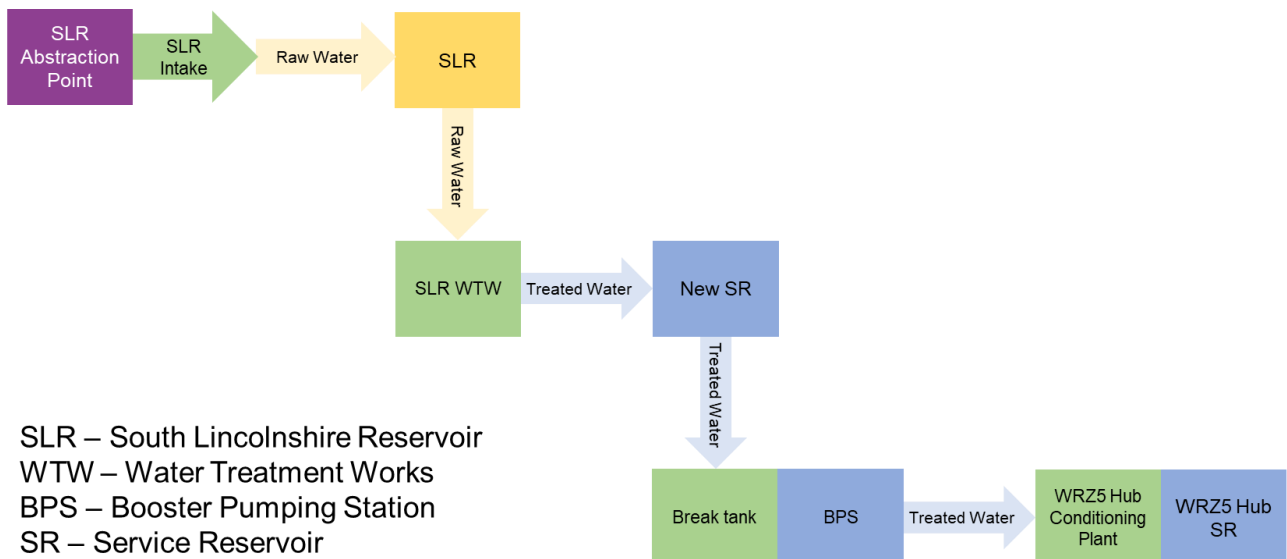 SLR
Abstraction
Point
SLR
Intake
Raw Water
SLR
Raw Water
SLR WTW
Treated Water
New SR
Treated Water
Break tank
BPS
Treated Water
WRZ5 Hub
Conditioning
Plant
WRZ5 Hub
SR
SLR – South Lincolnshire Reservoir
WTW – Water Treatment Works
BPS – Booster Pumping Station
SR – Service Reservoir